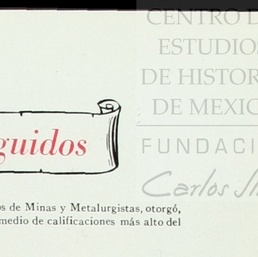 CENTRO D
ESTUDIOS
DE HISTOR
DE MEXIC
FUNDACI
Carlos Sl
guidos
os de Minas y Metalurgistas, otorgó,
medio de calificaciones más alto del